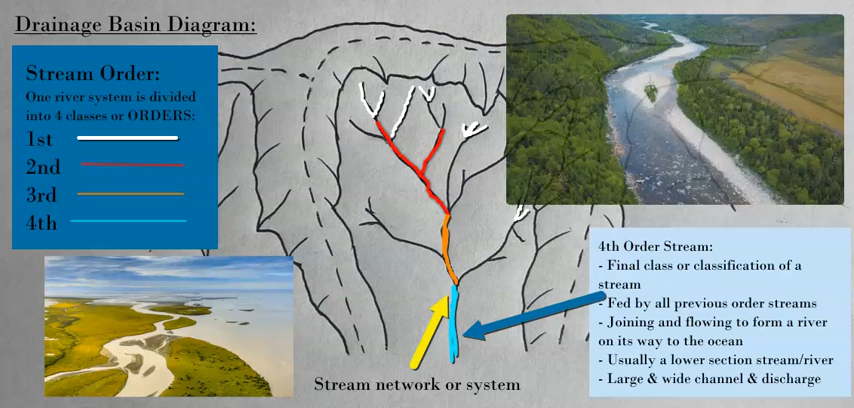 Drainage Basin Diagram:
Stream Order:
One river system is divided
into 4 classes or ORDERS:
1st
2nd
3rd
4th
4th Order Stream:
- Final class or classification of a
stream
- Fed by all previous order streams
- Joining and flowing to form a river
on its way to the ocean
- Usually a lower section stream/river
- Large & wide channel & discharge
Stream network or system